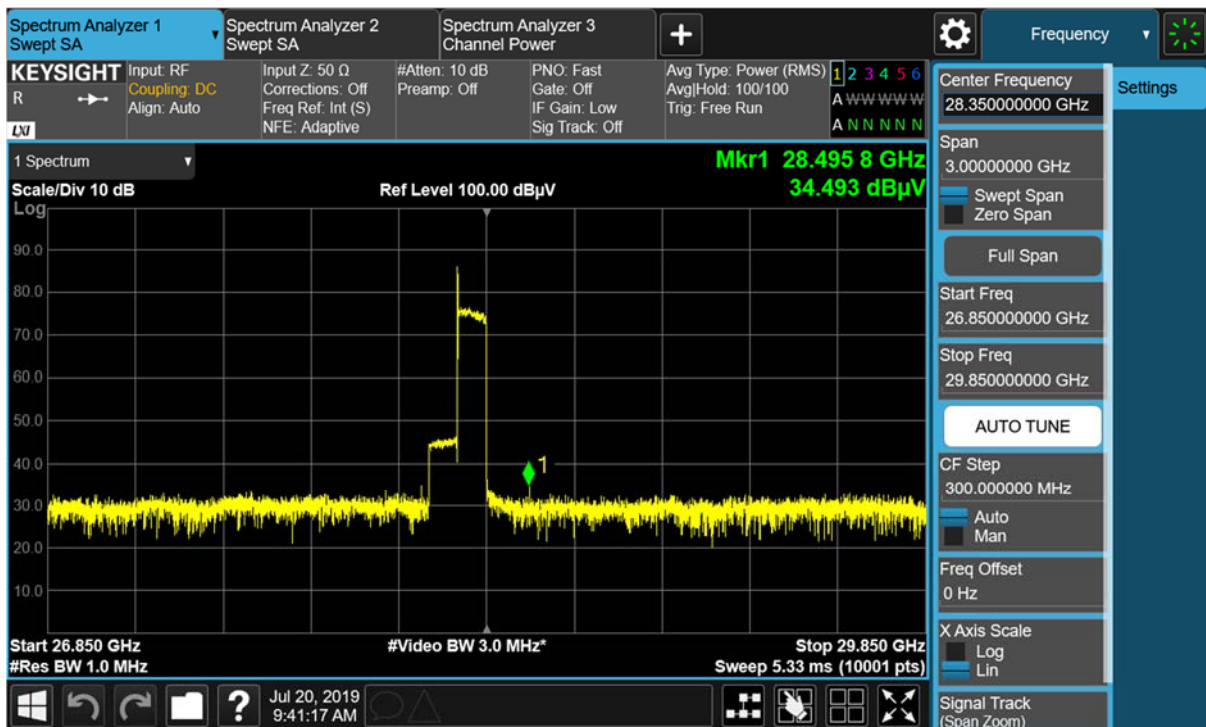 Spectrum Analyzer 1
Swept SA
Spectrum Analyzer 2
Swept SA
Spectrum Analyzer 3
Channel Power
+
Frequency
KEYSIGHT
R
LXI
Input: RF
Coupling: DC
Align: Auto
Input Z: 50 Ω
Corrections: Off
Freq Ref: Int (S)
NFE: Adaptive
#Atten: 10 dB
Preamp: Off
PNO: Fast
Gate: Off
IF Gain: Low
Sig Track: Off
Avg Type: Power (RMS)
Avg|Hold: 100/100
Trig: Free Run
1 2 3 4 5 6
A W W W W W
A N N N N N
1 Spectrum
Scale/Div 10 dB
Ref Level 100.00 dBµV
Mkr1 28.495 8 GHz
34.493 dBµV
Log
90.0
80.0
70.0
60.0
50.0
40.0
30.0
20.0
10.0
1
Start 26.850 GHz
#Video BW 3.0 MHz*
Stop 29.850 GHz
#Res BW 1.0 MHz
Sweep 5.33 ms (10001 pts)
Center Frequency
28.350000000 GHz
Settings
Span
3.00000000 GHz
Swept Span
Zero Span
Full Span
Start Freq
26.850000000 GHz
Stop Freq
29.850000000 GHz
AUTO TUNE
CF Step
300.000000 MHz
Auto
Man
Freq Offset
0 Hz
X Axis Scale
Log
Lin
Signal Track
(Span Zoom)
?
Jul 20, 2019
9:41:17 AM